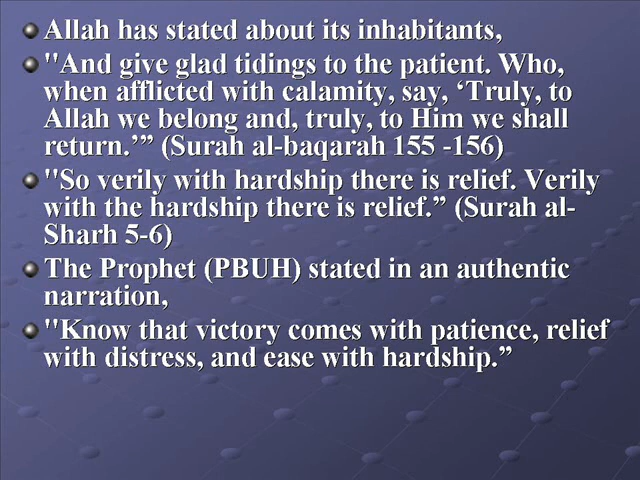 Allah has stated about its inhabitants,
"And give glad tidings to the patient. Who,
when afflicted with calamity, say, ‘Truly, to
Allah we belong and, truly, to Him we shall
return.’” (Surah al-baqarah 155 -156)
"So verily with hardship there is relief. Verily
with the hardship there is relief.” (Surah al-
Sharh 5-6)
The Prophet (PBUH) stated in an authentic
narration,
"Know that victory comes with patience, relief
with distress, and ease with hardship.”